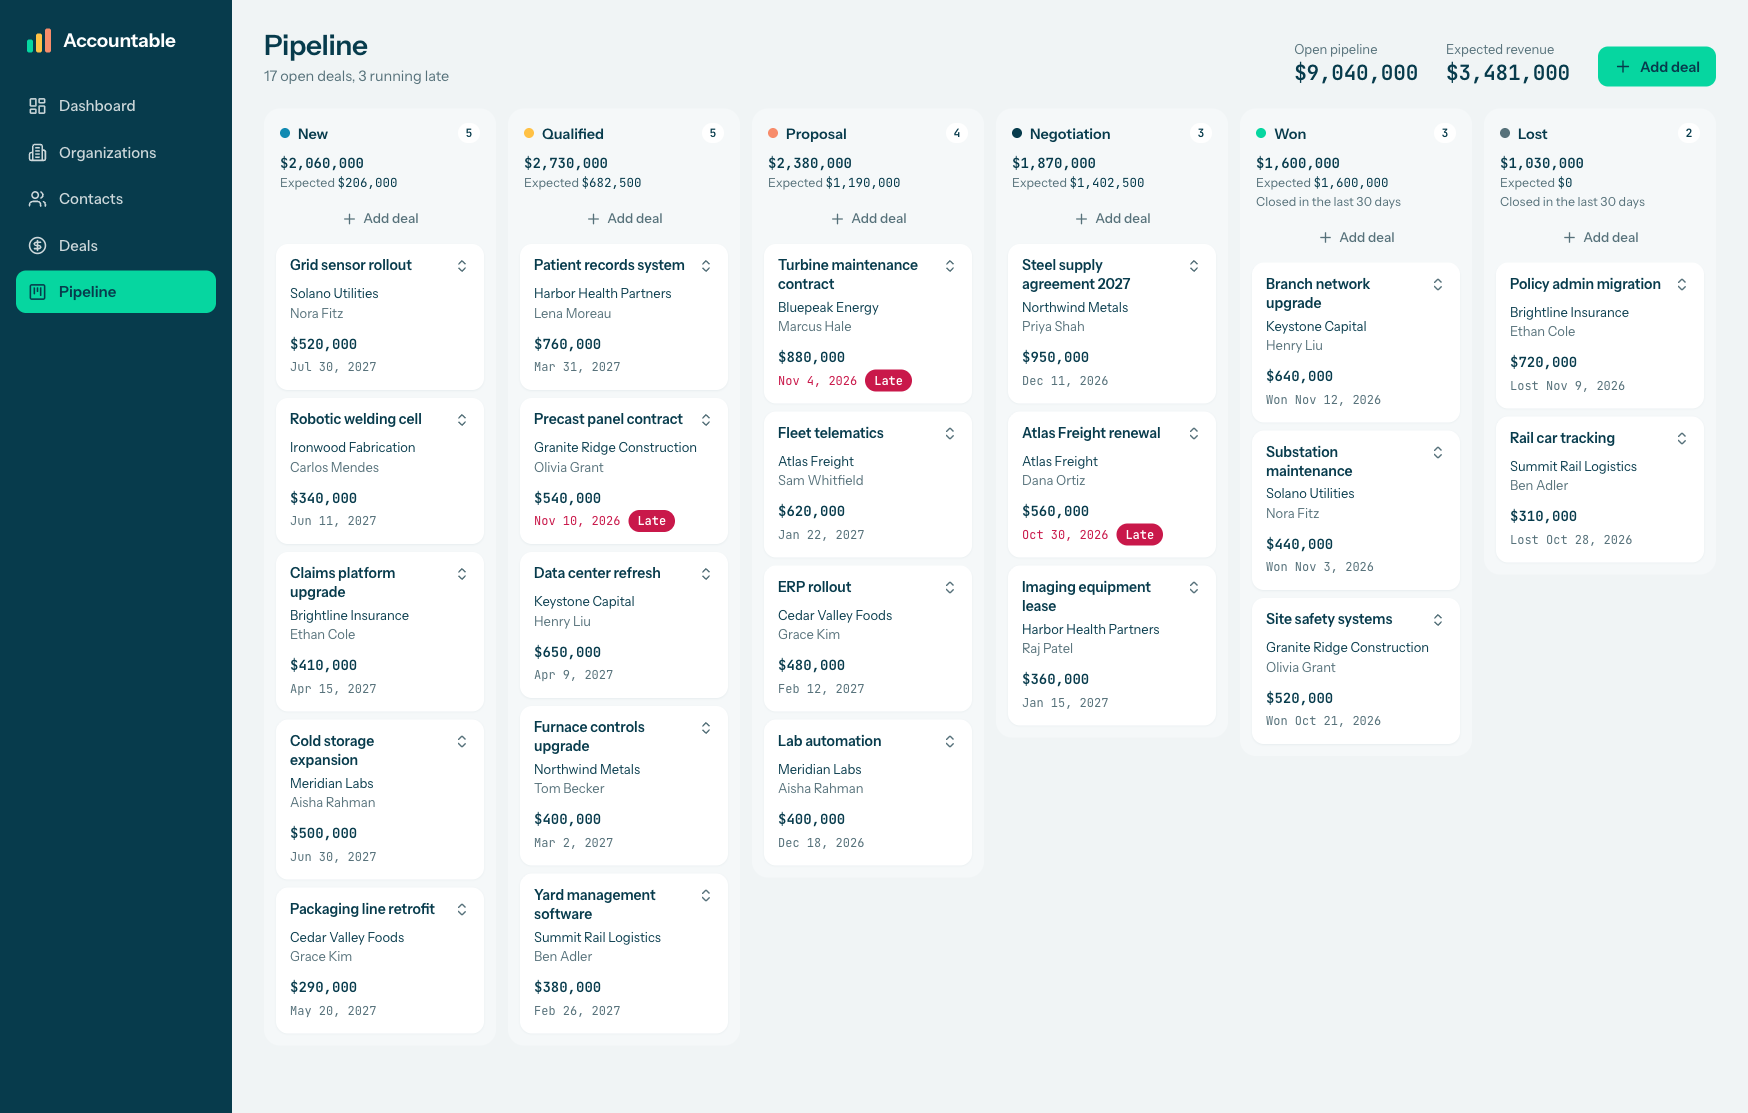 Accountable
Dashboard
Organizations
Contacts
Deals
Pipeline
Pipeline
17 open deals, 3 running late
Open pipeline
$9,040,000
Expected revenue
$3,481,000
Add deal
New
5
$2,060,000
Expected $206,000
Add deal
Grid sensor rollout
Solano Utilities
Nora Fitz
$520,000
Jul 30, 2027
Robotic welding cell
Ironwood Fabrication
Carlos Mendes
$340,000
Jun 11, 2027
Claims platform
upgrade
Brightline Insurance
Ethan Cole
$410,000
Apr 15, 2027
Cold storage
expansion
Meridian Labs
Aisha Rahman
$500,000
Jun 30, 2027
Packaging line retrofit
Cedar Valley Foods
Grace Kim
$290,000
May 20, 2027
Qualified
5
$2,730,000
Expected $682,500
Add deal
Patient records system
Harbor Health Partners
Lena Moreau
$760,000
Mar 31, 2027
Precast panel contract
Granite Ridge Construction
Olivia Grant
$540,000
Nov 10, 2026 Late
Data center refresh
Keystone Capital
Henry Liu
$650,000
Apr 9, 2027
Furnace controls
upgrade
Northwind Metals
Tom Becker
$400,000
Mar 2, 2027
Yard management
software
Summit Rail Logistics
Ben Adler
$380,000
Feb 26, 2027
Proposal
4
$2,380,000
Expected $1,190,000
Add deal
Turbine maintenance
contract
Bluepeak Energy
Marcus Hale
$880,000
Nov 4, 2026 Late
Fleet telematics
Atlas Freight
Sam Whitfield
$620,000
Jan 22, 2027
ERP rollout
Cedar Valley Foods
Grace Kim
$480,000
Feb 12, 2027
Lab automation
Meridian Labs
Aisha Rahman
$400,000
Dec 18, 2026
Negotiation
3
$1,870,000
Expected $1,402,500
Add deal
Steel supply
agreement 2027
Northwind Metals
Priya Shah
$950,000
Dec 11, 2026
Atlas Freight renewal
Atlas Freight
Dana Ortiz
$560,000
Oct 30, 2026 Late
Imaging equipment
lease
Harbor Health Partners
Raj Patel
$360,000
Jan 15, 2027
Won
3
$1,600,000
Expected $1,600,000
Closed in the last 30 days
Add deal
Branch network
upgrade
Keystone Capital
Henry Liu
$640,000
Won Nov 12, 2026
Substation
maintenance
Solano Utilities
Nora Fitz
$440,000
Won Nov 3, 2026
Site safety systems
Granite Ridge Construction
Olivia Grant
$520,000
Won Oct 21, 2026
Lost
2
$1,030,000
Expected $0
Closed in the last 30 days
Add deal
Policy admin migration
Brightline Insurance
Ethan Cole
$720,000
Lost Nov 9, 2026
Rail car tracking
Summit Rail Logistics
Ben Adler
$310,000
Lost Oct 28, 2026